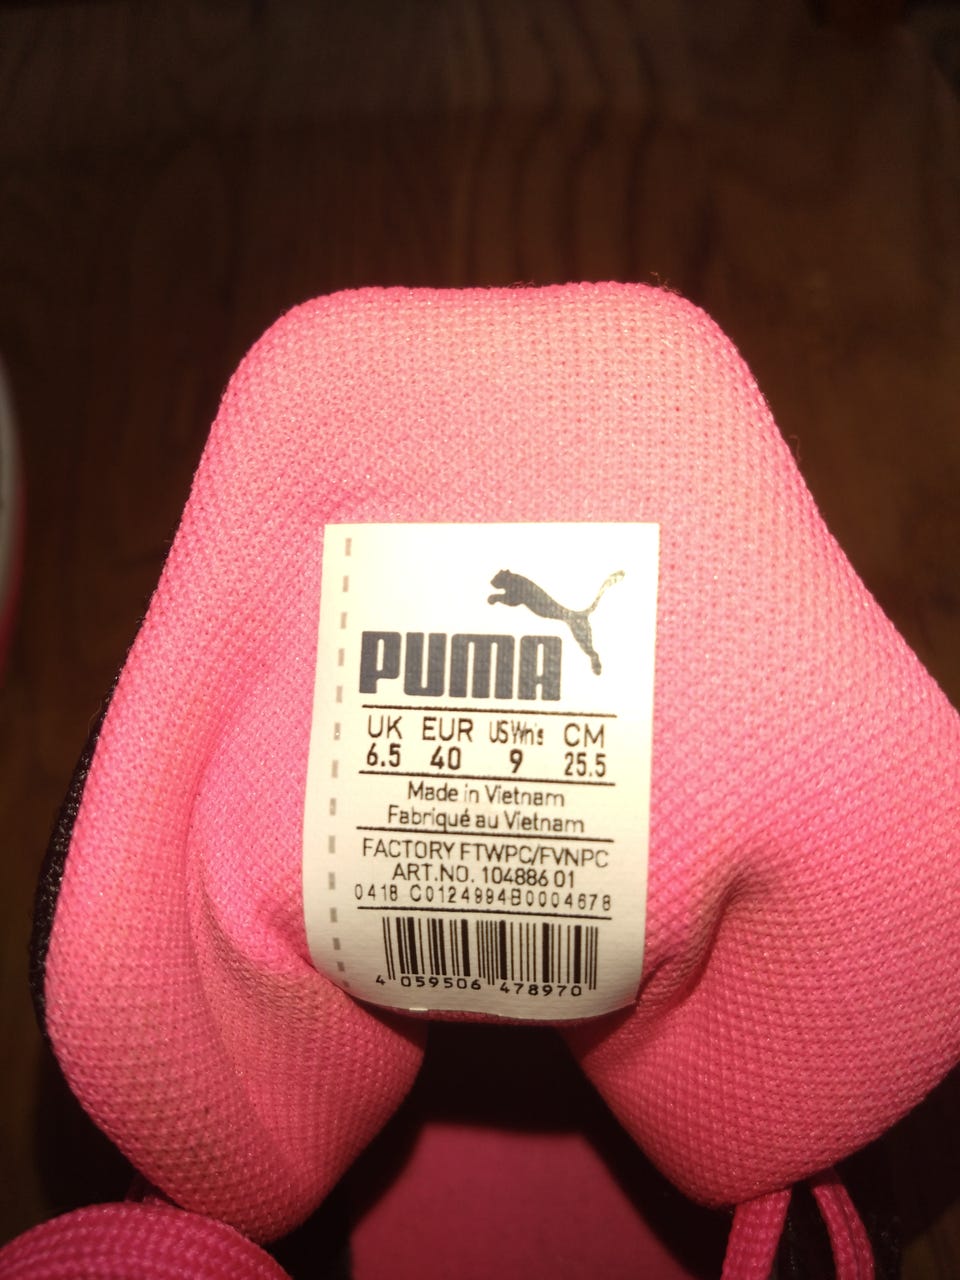 PUMA
UK EUR US Wn's CM
6.5 40 9 25.5
Made in Vietnam
Fabriqué au Vietnam
FACTORY FTWPC/FVNPC
ART.NO. 104886 01
0418 C0124994B0004678
4 059506 478970